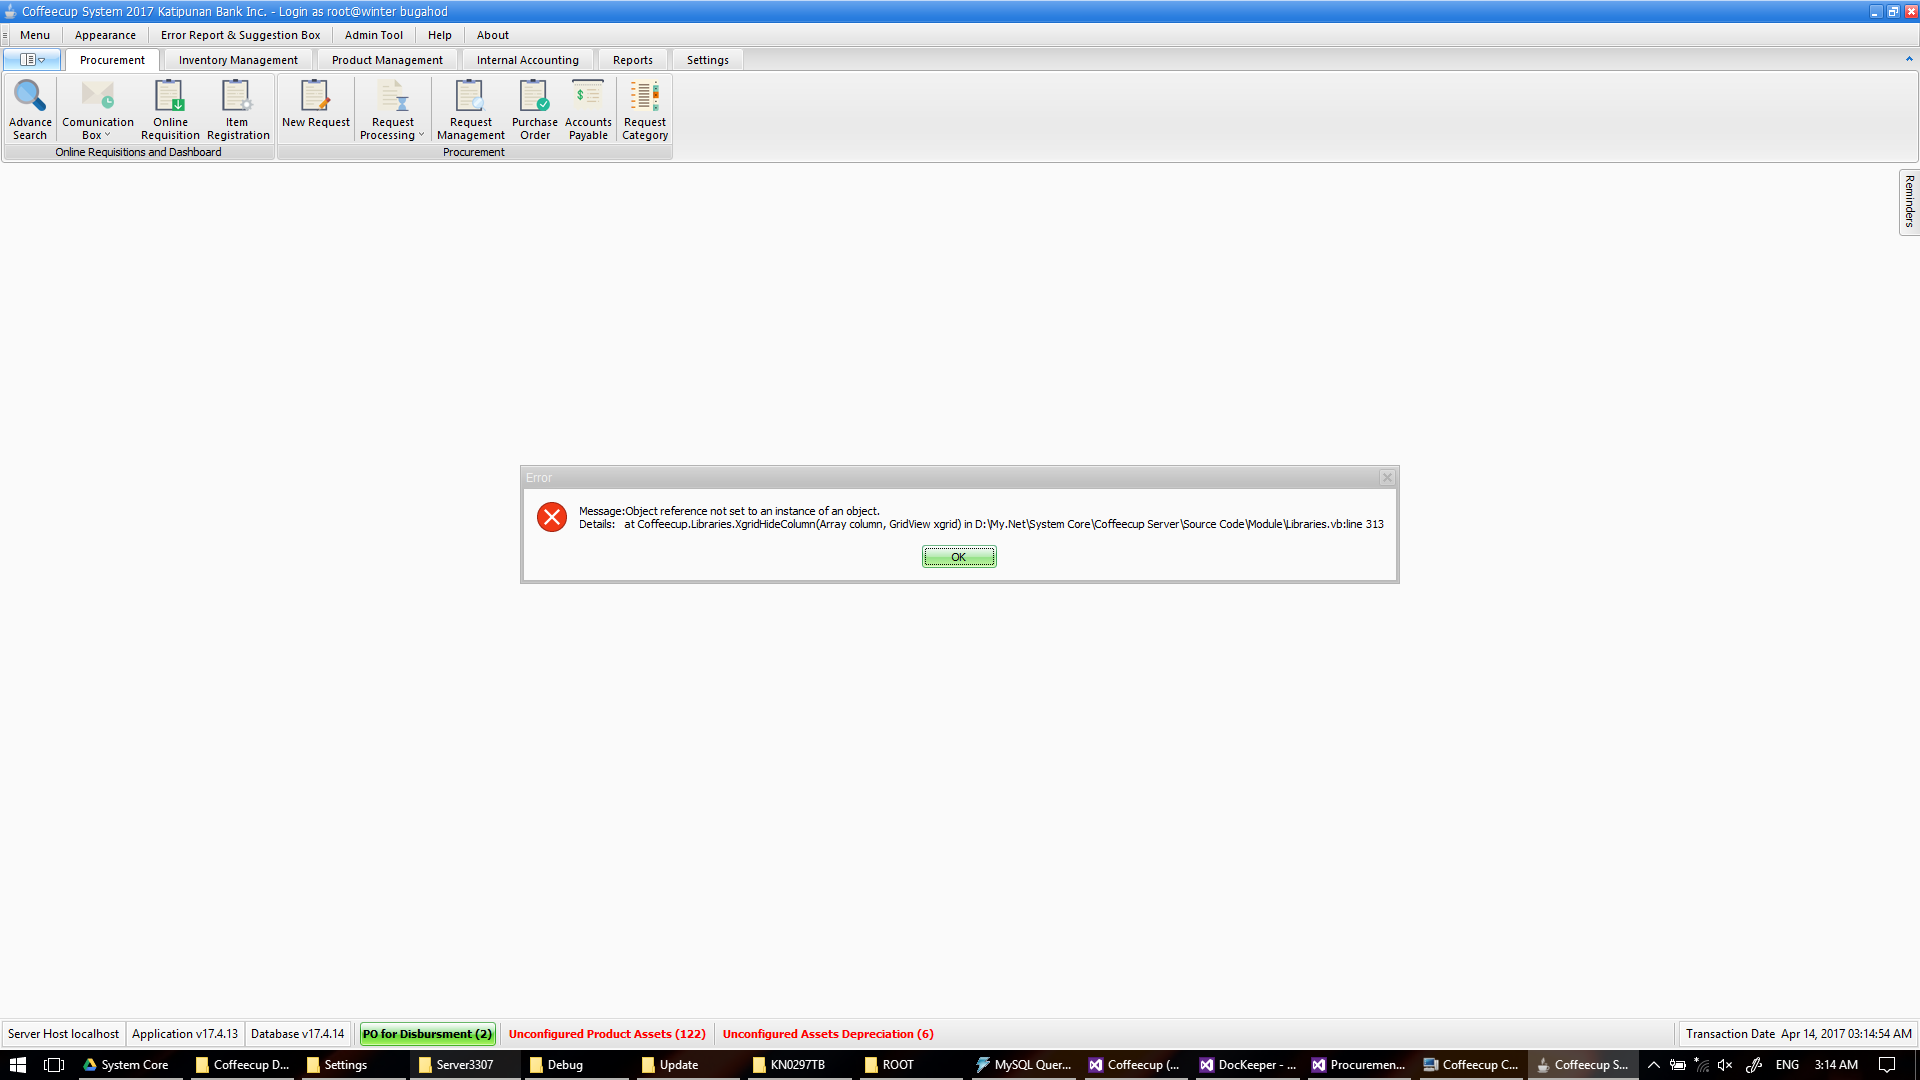 Coffeecup System 2017 Katipunan Bank Inc. - Login as root@winter bugahod
Menu
Appearance
Error Report & Suggestion Box
Admin Tool
Help
About
Procurement
Inventory Management
Product Management
Internal Accounting
Reports
Settings
Advance
Search
Comunication
Box
Online
Requisition
Item
Registration
Online Requisitions and Dashboard
New Request
Request
Processing
Request
Management
Purchase
Order
Accounts
Payable
Request
Category
Procurement
Reminders
Error
Message:Object reference not set to an instance of an object.
Details:   at Coffeecup.Libraries.XgridHideColumn(Array column, GridView xgrid) in D:\My.Net\System Core\Coffeecup Server\Source Code\Module\Libraries.vb:line 313
OK
Server Host localhost
Application v17.4.13
Database v17.4.14
PO for Disbursment (2)
Unconfigured Product Assets (122)
Unconfigured Assets Depreciation (6)
Transaction Date  Apr 14, 2017 03:14:54 AM
System Core
Coffeecup D...
Settings
Server3307
Debug
Update
KN0297TB
ROOT
MySQL Quer...
Coffeecup (...
DocKeeper - ...
Procuremen...
Coffeecup C...
Coffeecup S...
ENG
3:14 AM